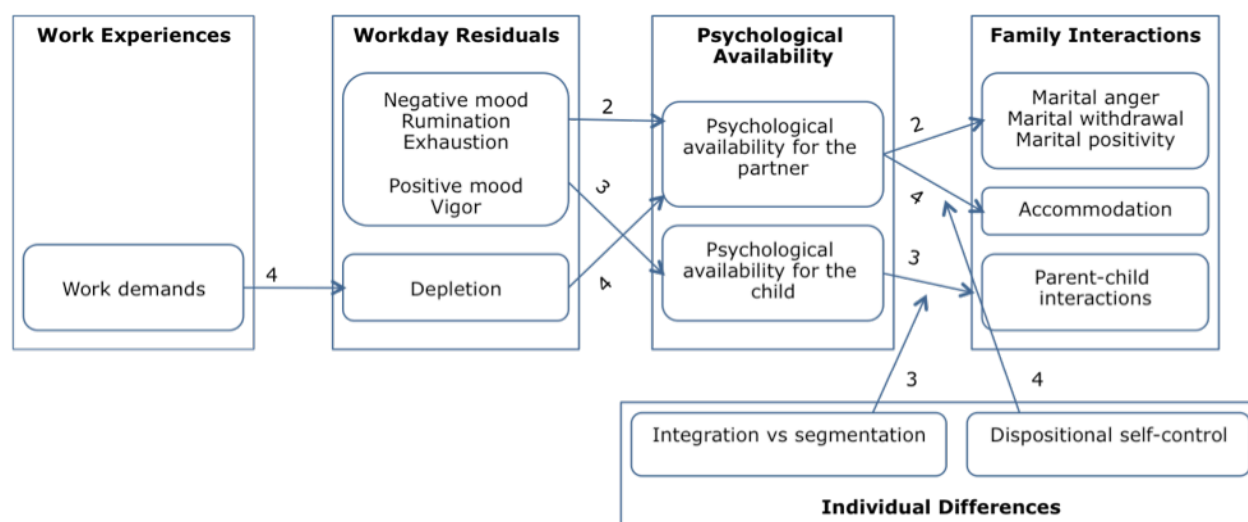 Work Experiences
Work demands
4
Workday Residuals
Negative mood
Rumination
Exhaustion
Positive mood
Vigor
Depletion
2
3
4
Psychological
Availability
Psychological
availability for the
partner
Psychological
availability for the
child
2
4
3
Family Interactions
Marital anger
Marital withdrawal
Marital positivity
Accommodation
Parent-child
interactions
3
4
Integration vs segmentation
Dispositional self-control
Individual Differences